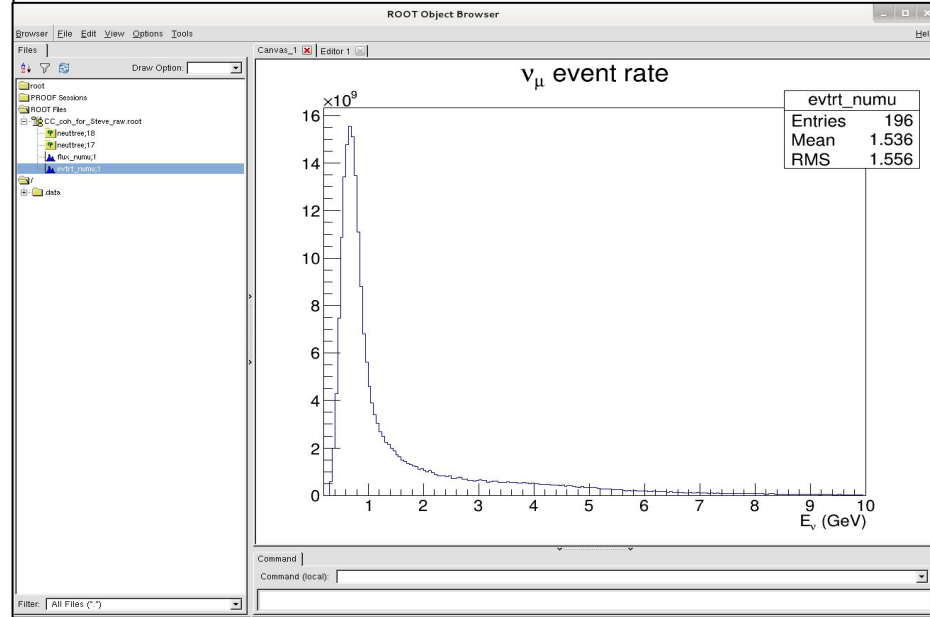 ROOT Object Browser
Browser File Edit View Options Tools
Files
Draw Option:
root
PROOF Sessions
ROOT Files
CC_coh_for_Steve_raw.root
neuttree;18
neuttree;17
flux_numu;1
evtrt_numu;1
/
.data
Filter: All Files (*.*)
Canvas_1 Editor 1
νμ event rate
×10⁹
evtrt_numu
Entries 196
Mean 1.536
RMS 1.556
16
14
12
10
8
6
4
2
0
1 2 3 4 5 6 7 8 9 10
Eν (GeV)
Command
Command (local):